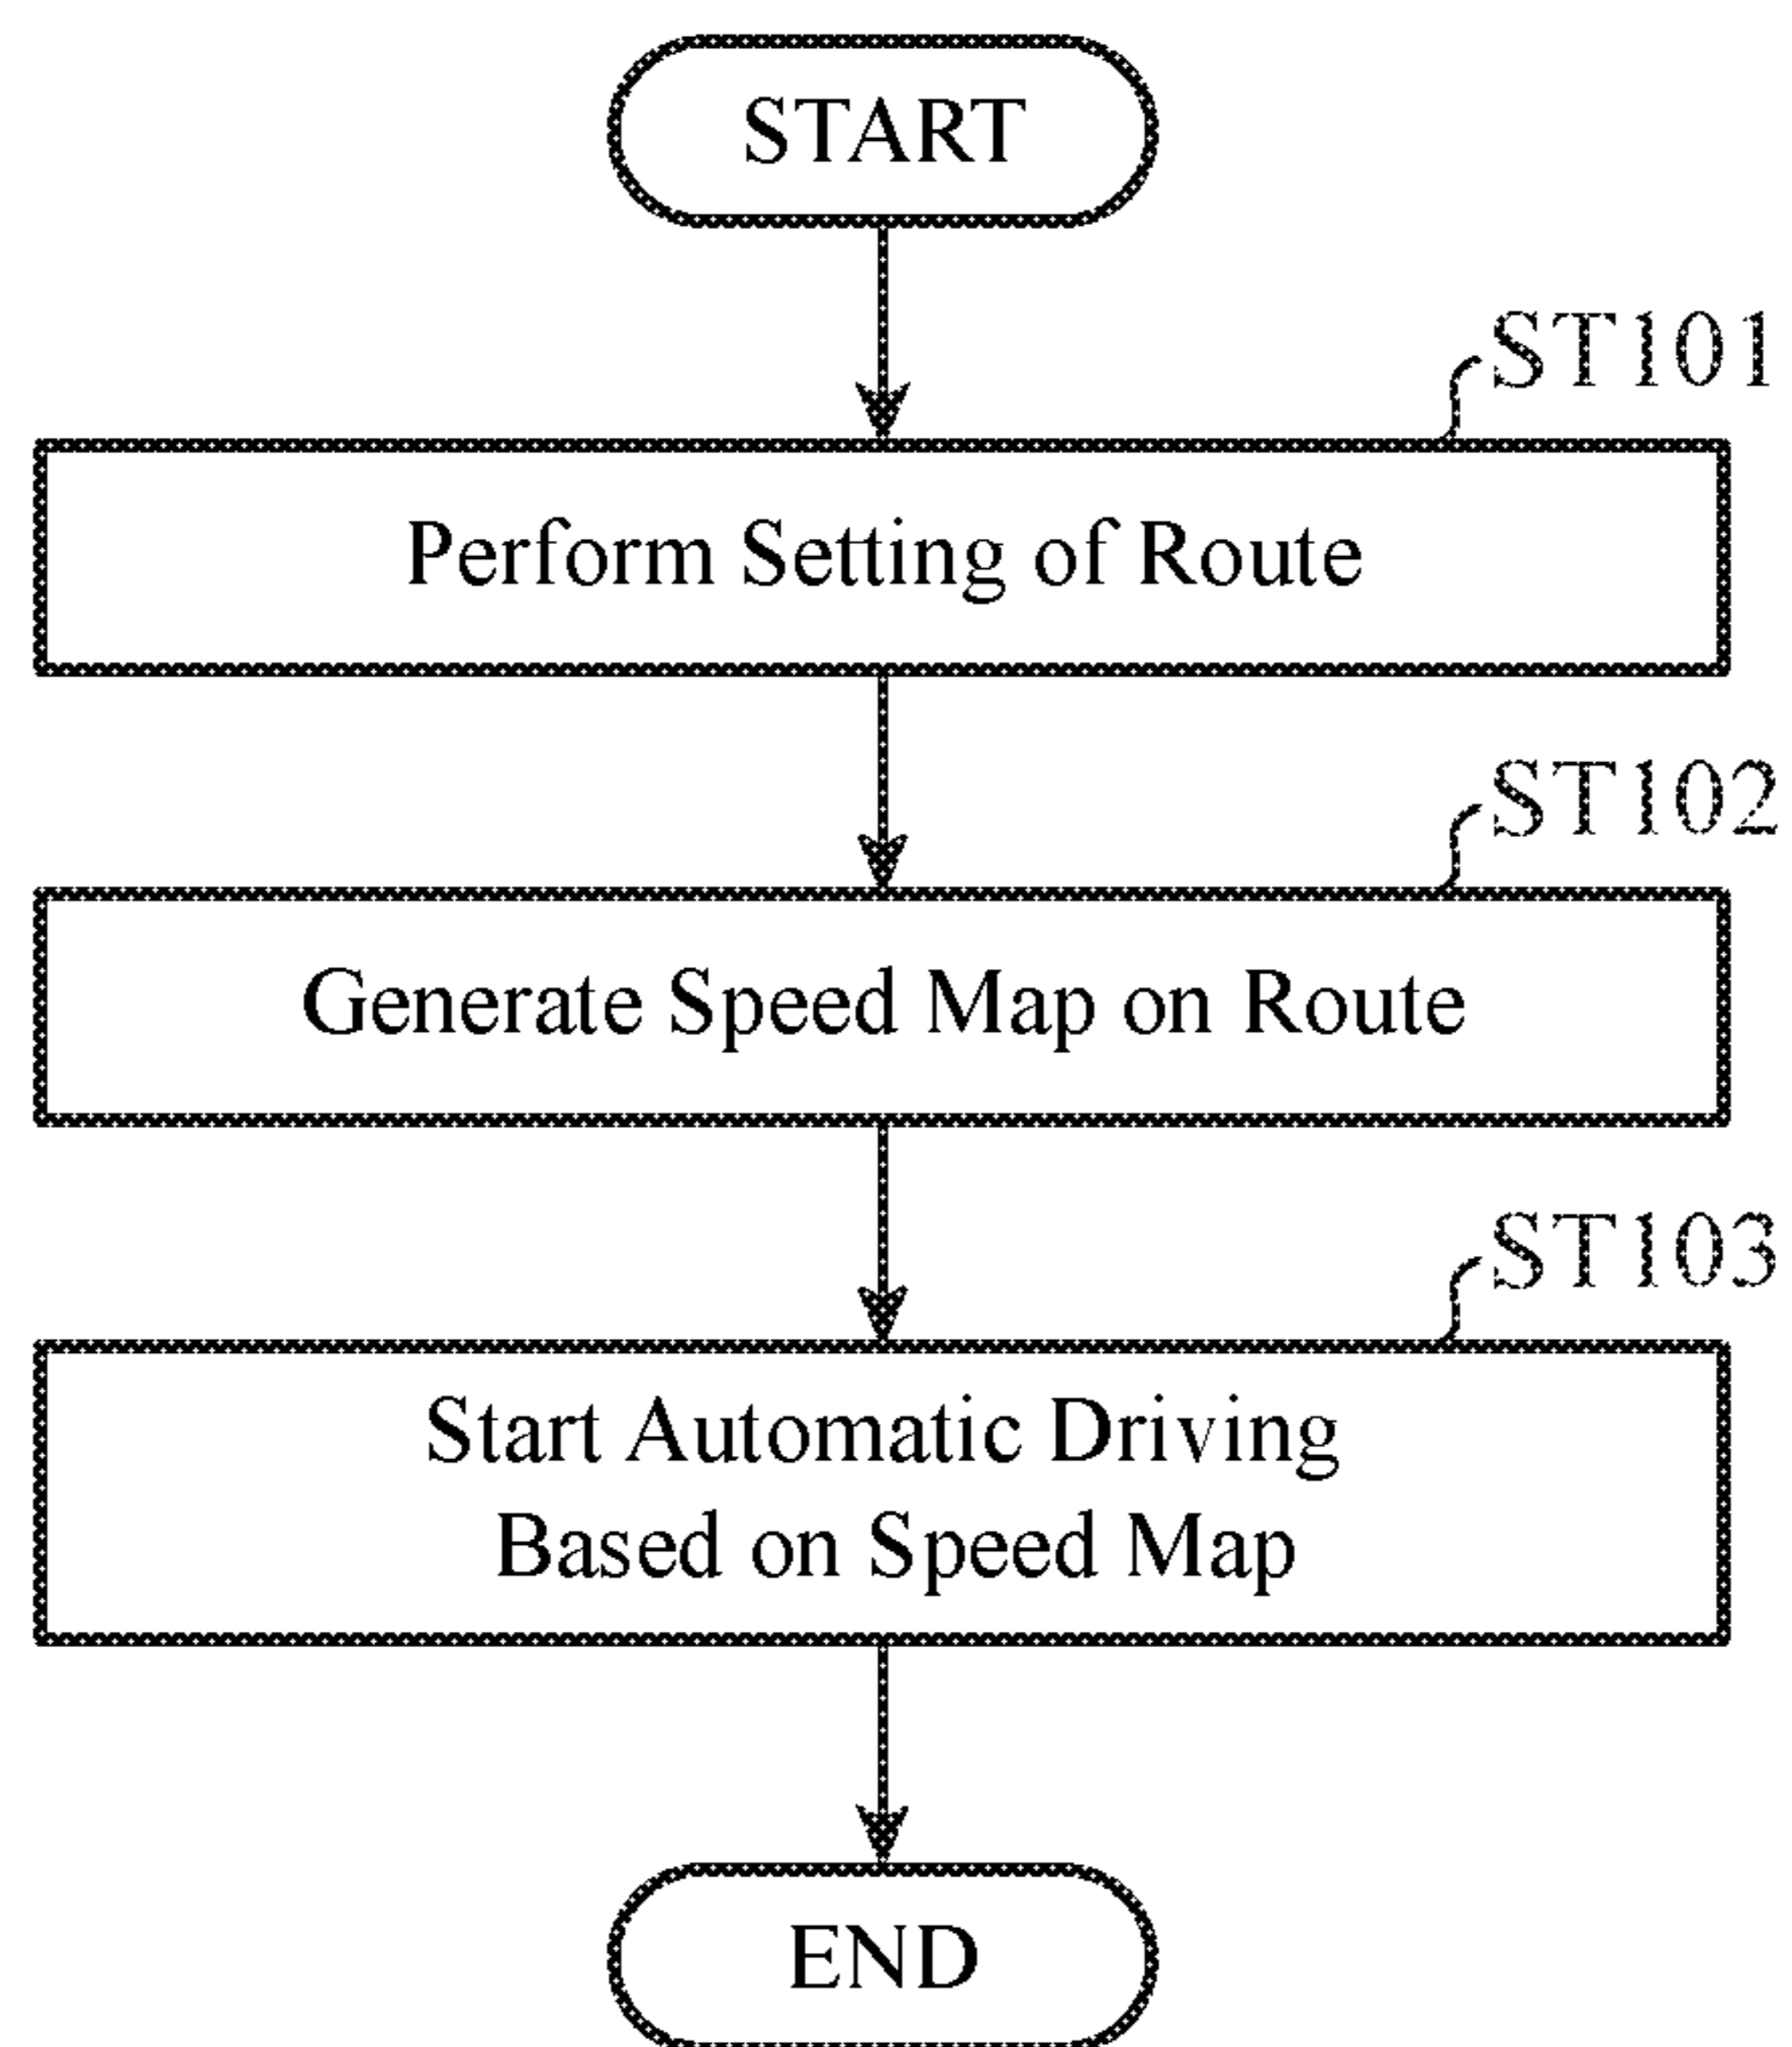 START
ST101
Perform Setting of Route
ST102
Generate Speed Map on Route
ST103
Start Automatic Driving
Based on Speed Map
END